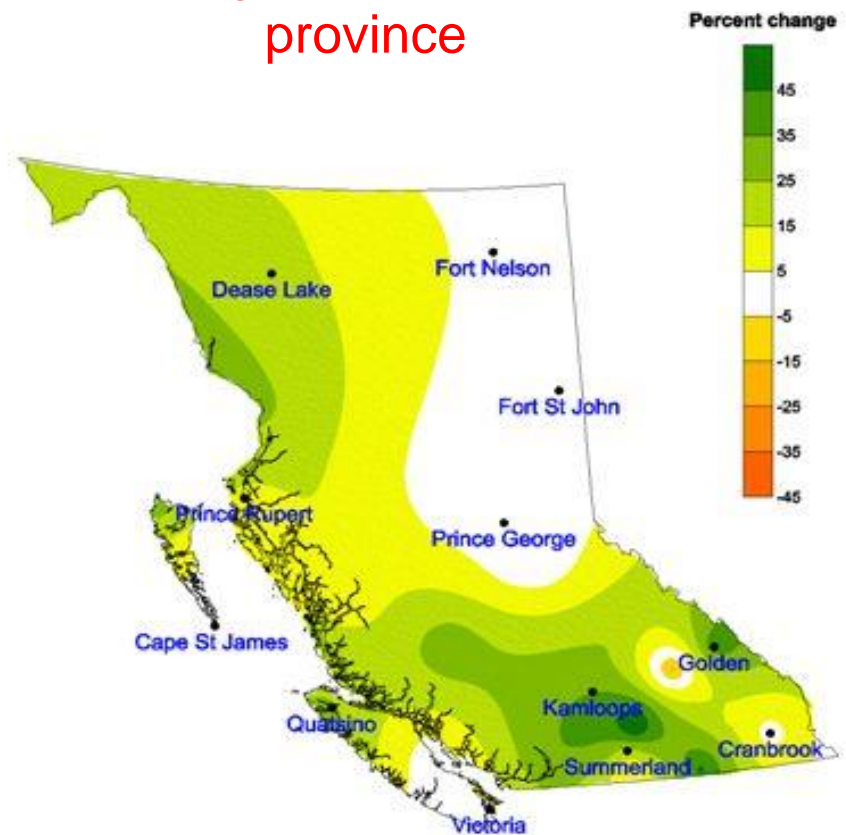 province
Percent change
45
35
25
15
5
-5
-15
-25
-35
-45
Fort Nelson
Dease Lake
Fort St John
Prince Rupert
Prince George
Cape St James
Golden
Kamloops
Quatsino
Cranbrook
Summerland
Victoria